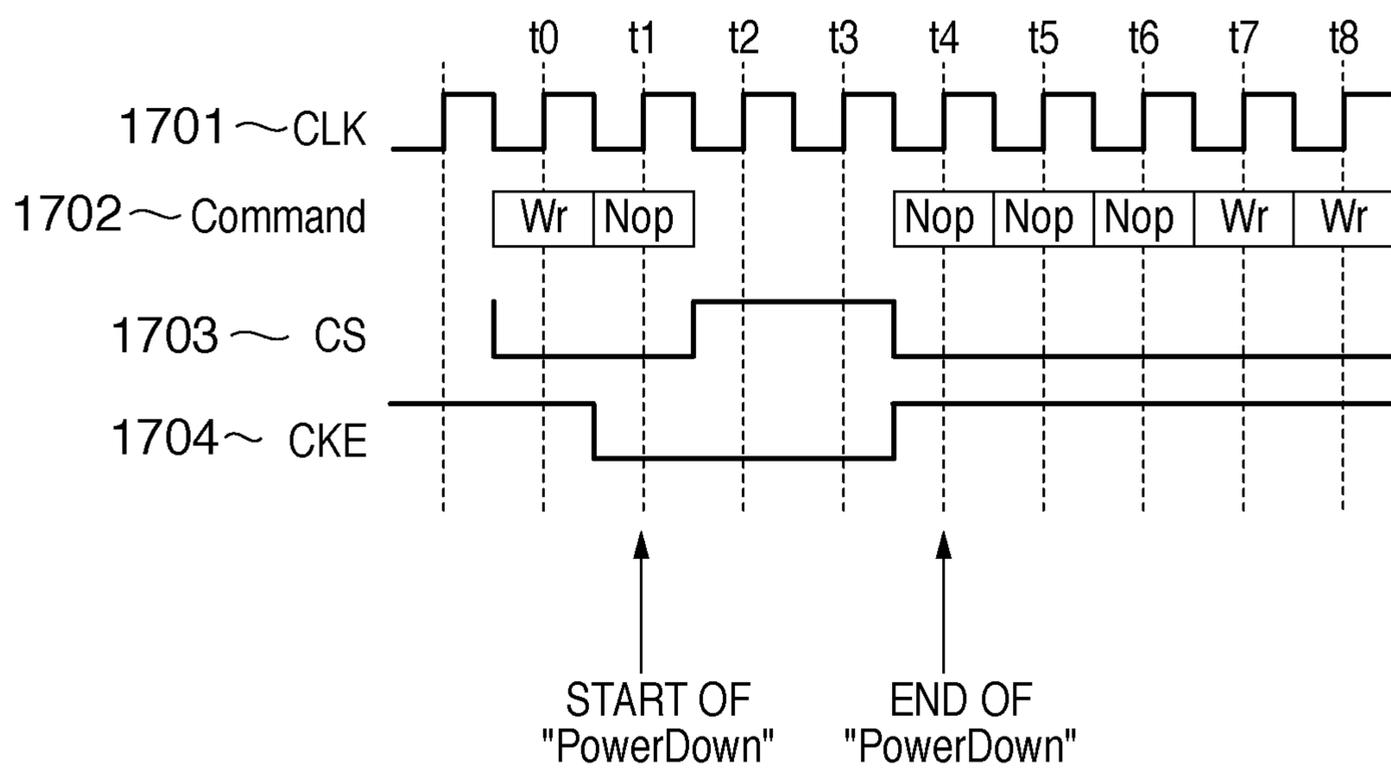 t0 t1 t2 t3 t4 t5 t6 t7 t8
1701 CLK
1702 Command Wr Nop Nop Nop Nop Wr Wr
1703 CS
1704 CKE
START OF
"PowerDown"
END OF
"PowerDown"